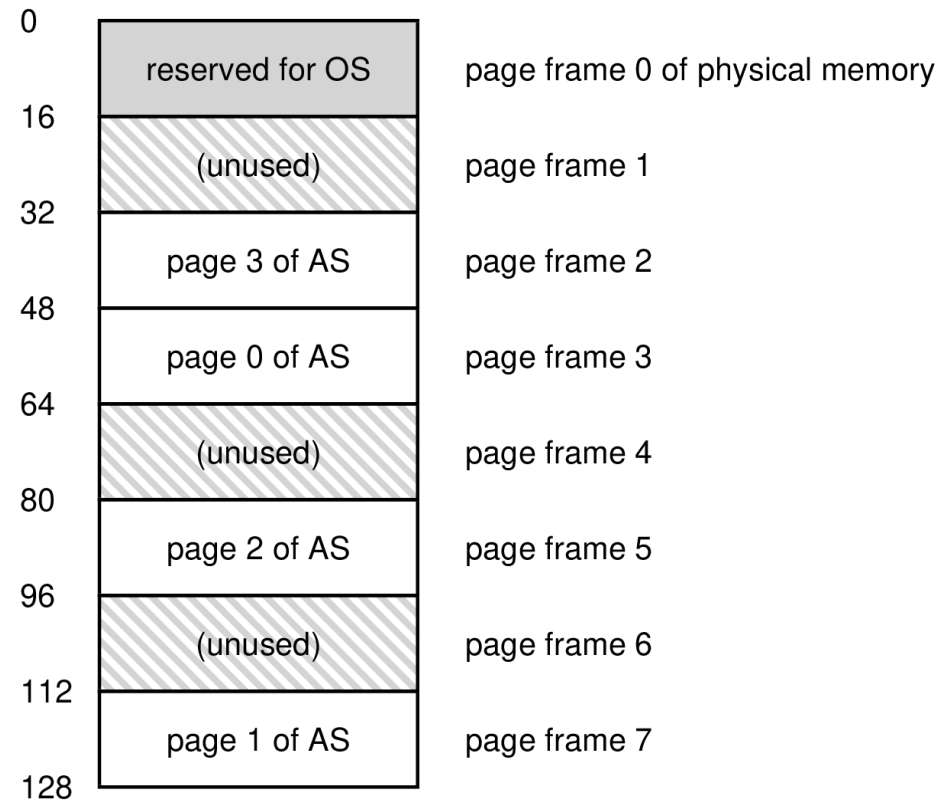 0
reserved for OS page frame 0 of physical memory
16
(unused) page frame 1
32
page 3 of AS page frame 2
48
page 0 of AS page frame 3
64
(unused) page frame 4
80
page 2 of AS page frame 5
96
(unused) page frame 6
112
page 1 of AS page frame 7
128